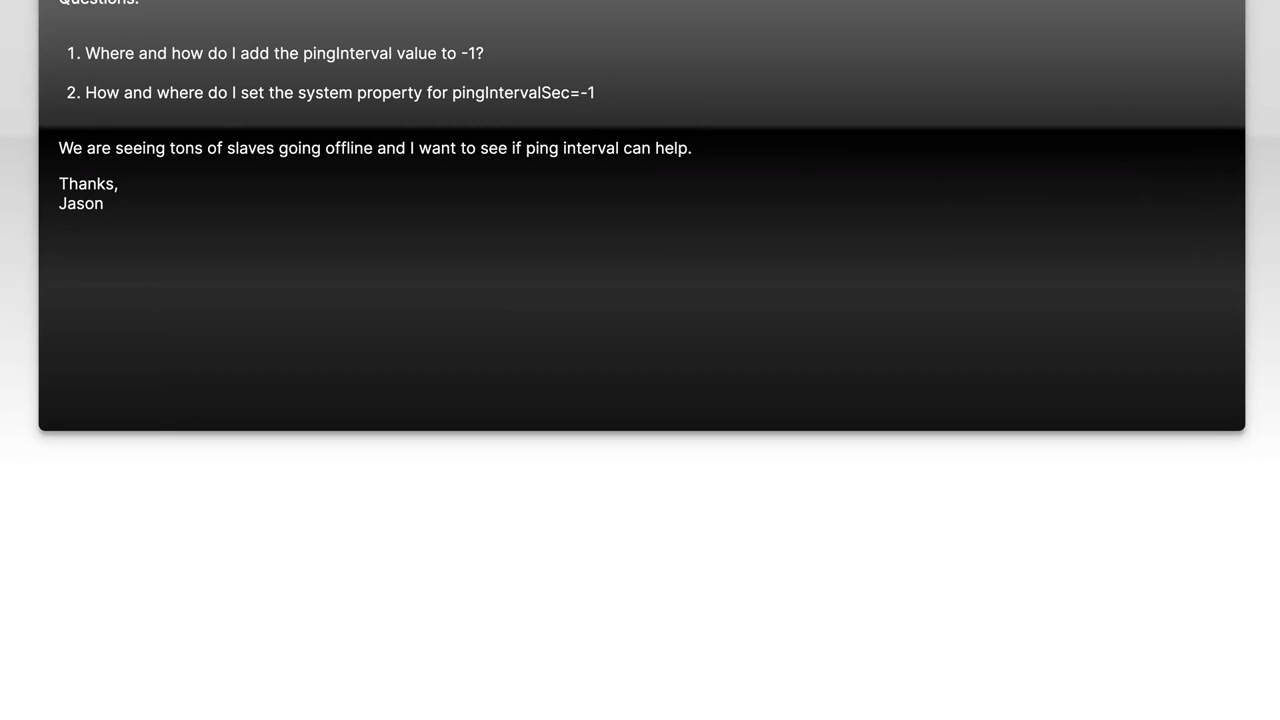 Questions:
1. Where and how do I add the pingInterval value to -1?
2. How and where do I set the system property for pingIntervalSec=-1
We are seeing tons of slaves going offline and I want to see if ping interval can help.
Thanks,
Jason